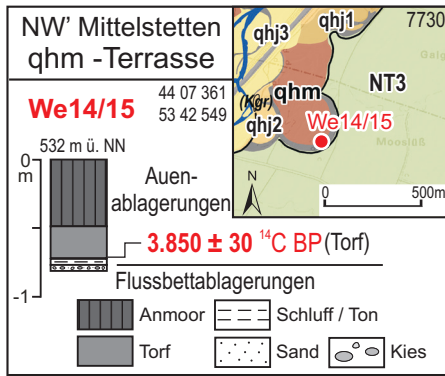 NW' Mittelstetten
qhm -Terrasse
We14/15
44 07 361
53 42 549
532 m ü. NN
0
m
-1
Auen-
ablagerungen
3.850 ± 30 ¹⁴C BP (Torf)
Flussbettablagerungen
Anmoor
Schluff / Ton
Torf
Sand
Kies
qhj3
qhj1
7730
Galg
(Kgr)
qhm
NT3
qhj2
We14/15
Mooslüß
N
0
500m